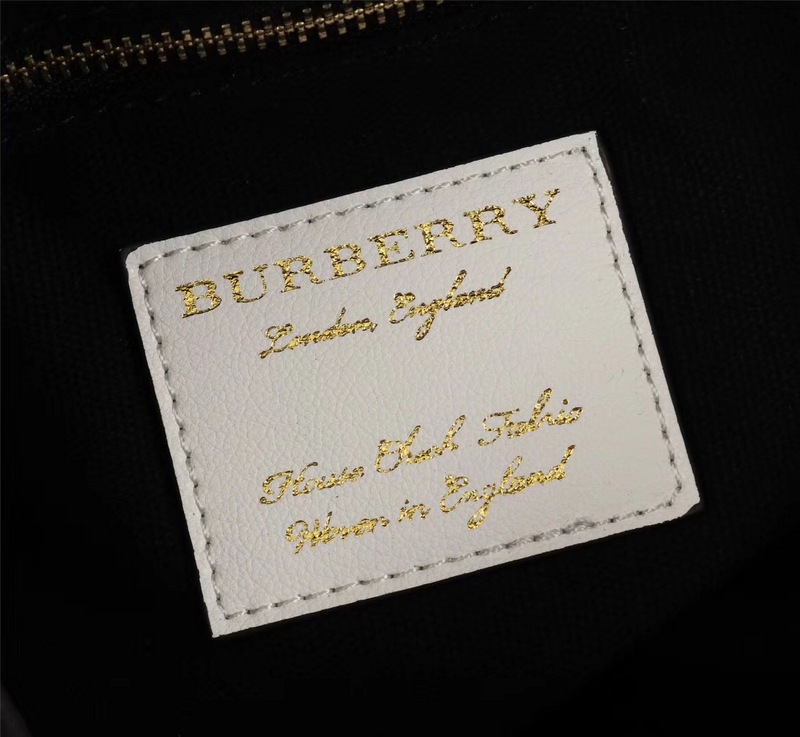 BURBERRY
London, England
House Check Fabric
Woven in England